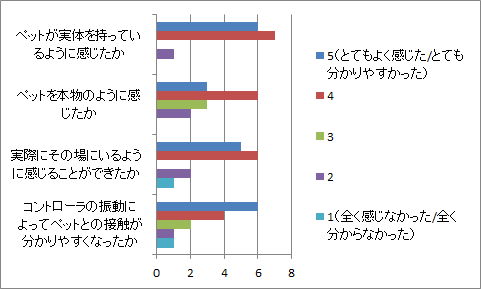 ペットが実体を持ってい
るように感じたか
ペットを本物のように感
じたか
実際にその場にいるよう
に感じることができたか
コントローラの振動に
よってペットとの接触が
分かりやすくなったか
0 2 4 6 8
5(とてもよく感じた/とても
分かりやすかった)
4
3
2
1(全く感じなかった/全く
分からなかった)